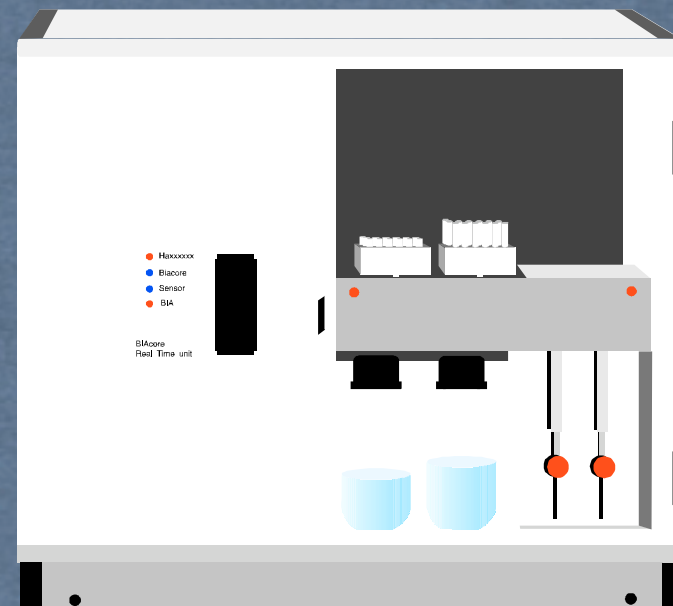 Haxxxxxx
Biacore
Sensor
BIA
BIAcore
Real Time unit